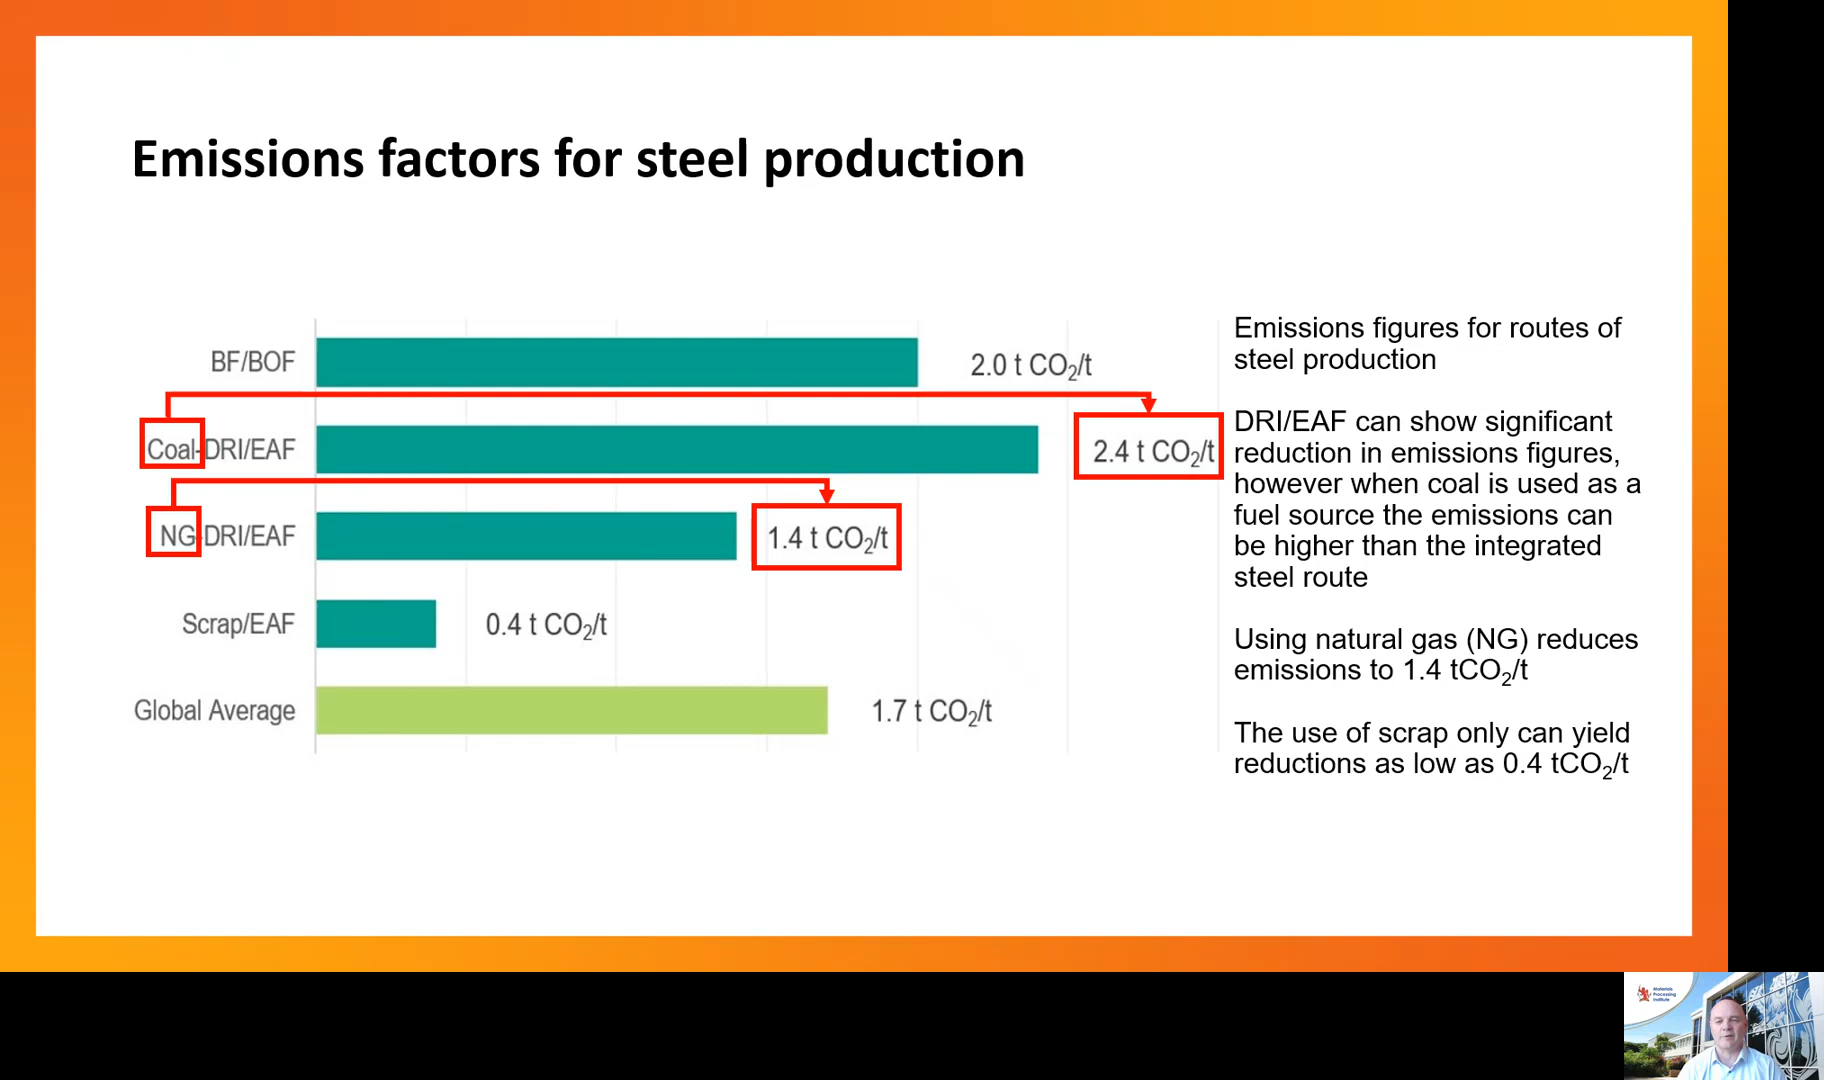 Emissions factors for steel production
BF/BOF
2.0 t CO₂/t
Coal-DRI/EAF
2.4 t CO₂/t
NG-DRI/EAF
1.4 t CO₂/t
Scrap/EAF
0.4 t CO₂/t
Global Average
1.7 t CO₂/t
Emissions figures for routes of
steel production
DRI/EAF can show significant
reduction in emissions figures,
however when coal is used as a
fuel source the emissions can
be higher than the integrated
steel route
Using natural gas (NG) reduces
emissions to 1.4 tCO₂/t
The use of scrap only can yield
reductions as low as 0.4 tCO₂/t
Materials
Processing
Institute